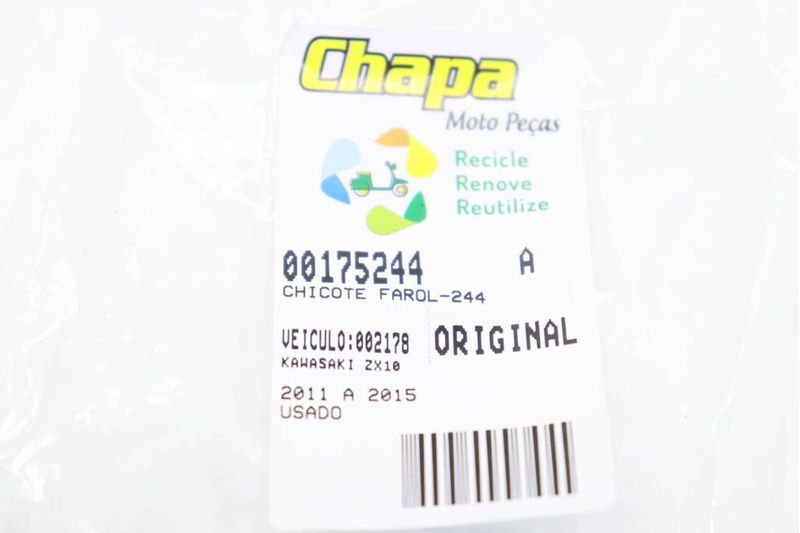 Chapa
Moto Peças
Recicle
Renove
Reutilize
00175244 A
CHICOTE FAROL-244
VEICULO:002178 ORIGINAL
KAWASAKI ZX10
2011 A 2015
USADO